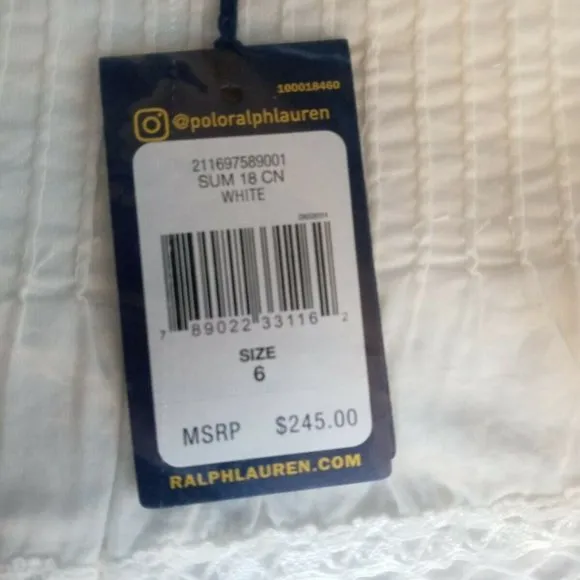 100018460
@poloralphlauren
211697589001
SUM 18 CN
WHITE
7 89022 33116 2
SIZE
6
MSRP $245.00
RALPHLAUREN.COM